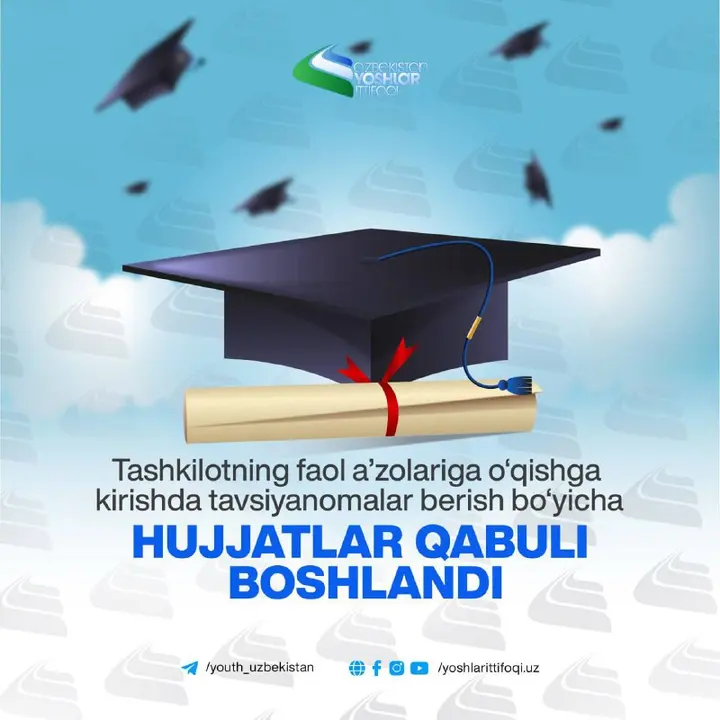 O'ZBEKISTON
YOSHLAR
ITTIFOQI
Tashkilotning faol a'zolariga o'qishga
kirishda tavsiyanomalar berish bo'yicha
HUJJATLAR QABULI
BOSHLANDI
/youth_uzbekistan
/yoshlarittifoqi.uz